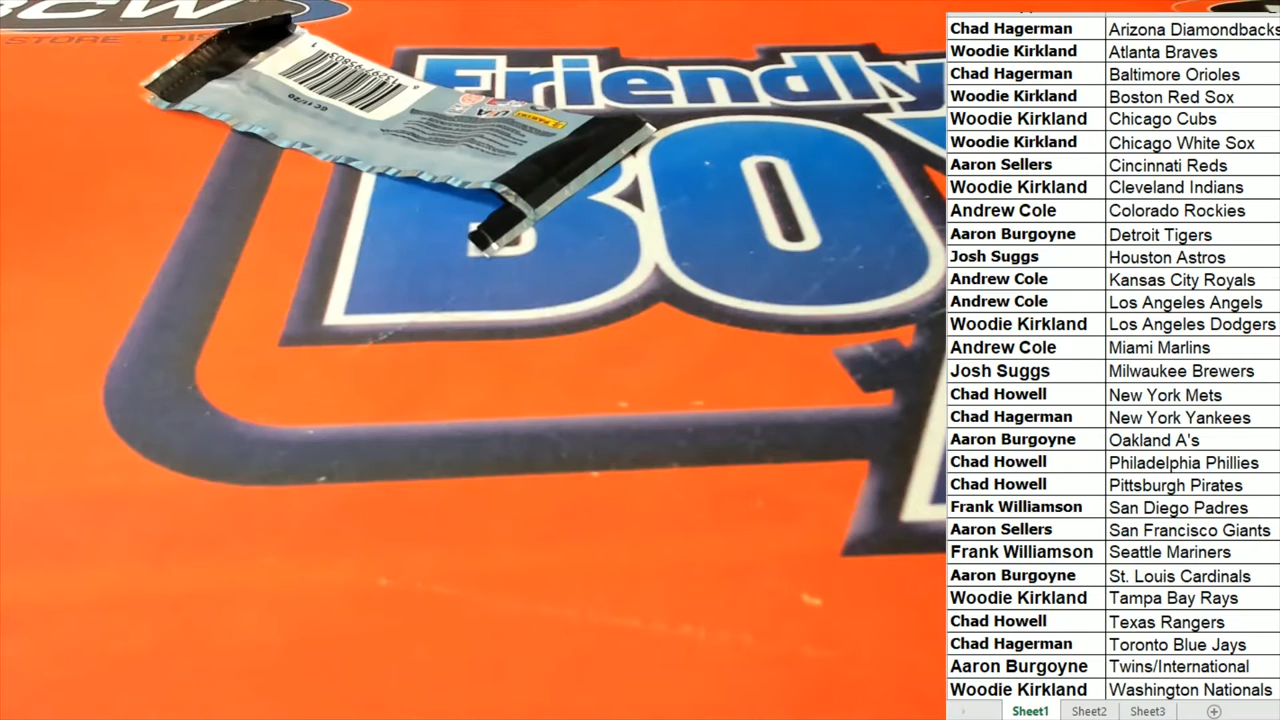 BCW
STORE . DIS
Friendly
BO
PANINI
USA
GC 11/20
Chad Hagerman Arizona Diamondbacks
Woodie Kirkland Atlanta Braves
Chad Hagerman Baltimore Orioles
Woodie Kirkland Boston Red Sox
Woodie Kirkland Chicago Cubs
Woodie Kirkland Chicago White Sox
Aaron Sellers Cincinnati Reds
Woodie Kirkland Cleveland Indians
Andrew Cole Colorado Rockies
Aaron Burgoyne Detroit Tigers
Josh Suggs Houston Astros
Andrew Cole Kansas City Royals
Andrew Cole Los Angeles Angels
Woodie Kirkland Los Angeles Dodgers
Andrew Cole Miami Marlins
Josh Suggs Milwaukee Brewers
Chad Howell New York Mets
Chad Hagerman New York Yankees
Aaron Burgoyne Oakland A's
Chad Howell Philadelphia Phillies
Chad Howell Pittsburgh Pirates
Frank Williamson San Diego Padres
Aaron Sellers San Francisco Giants
Frank Williamson Seattle Mariners
Aaron Burgoyne St. Louis Cardinals
Woodie Kirkland Tampa Bay Rays
Chad Howell Texas Rangers
Chad Hagerman Toronto Blue Jays
Aaron Burgoyne Twins/International
Woodie Kirkland Washington Nationals
Sheet1 Sheet2 Sheet3